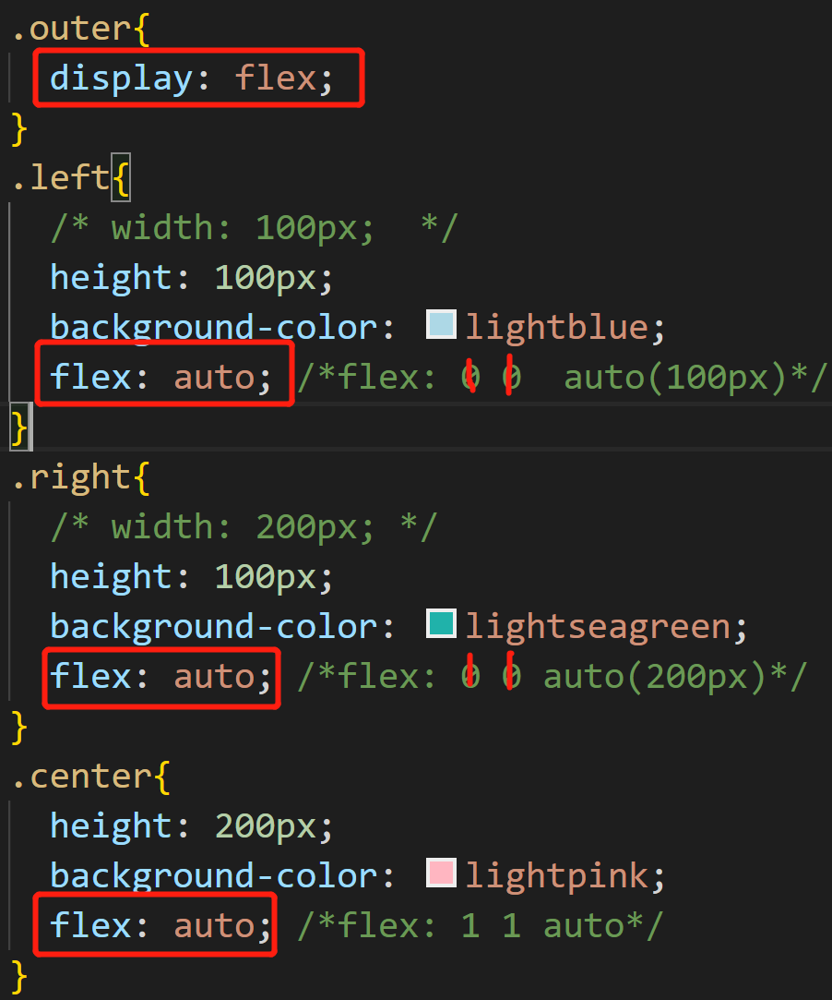 .outer{
display: flex;
}
.left{
/* width: 100px;  */
height: 100px;
background-color: lightblue;
flex: auto; /*flex: 0 0  auto(100px)*/
}
.right{
/* width: 200px; */
height: 100px;
background-color: lightseagreen;
flex: auto; /*flex: 0 0 auto(200px)*/
}
.center{
height: 200px;
background-color: lightpink;
flex: auto; /*flex: 1 1 auto*/
}